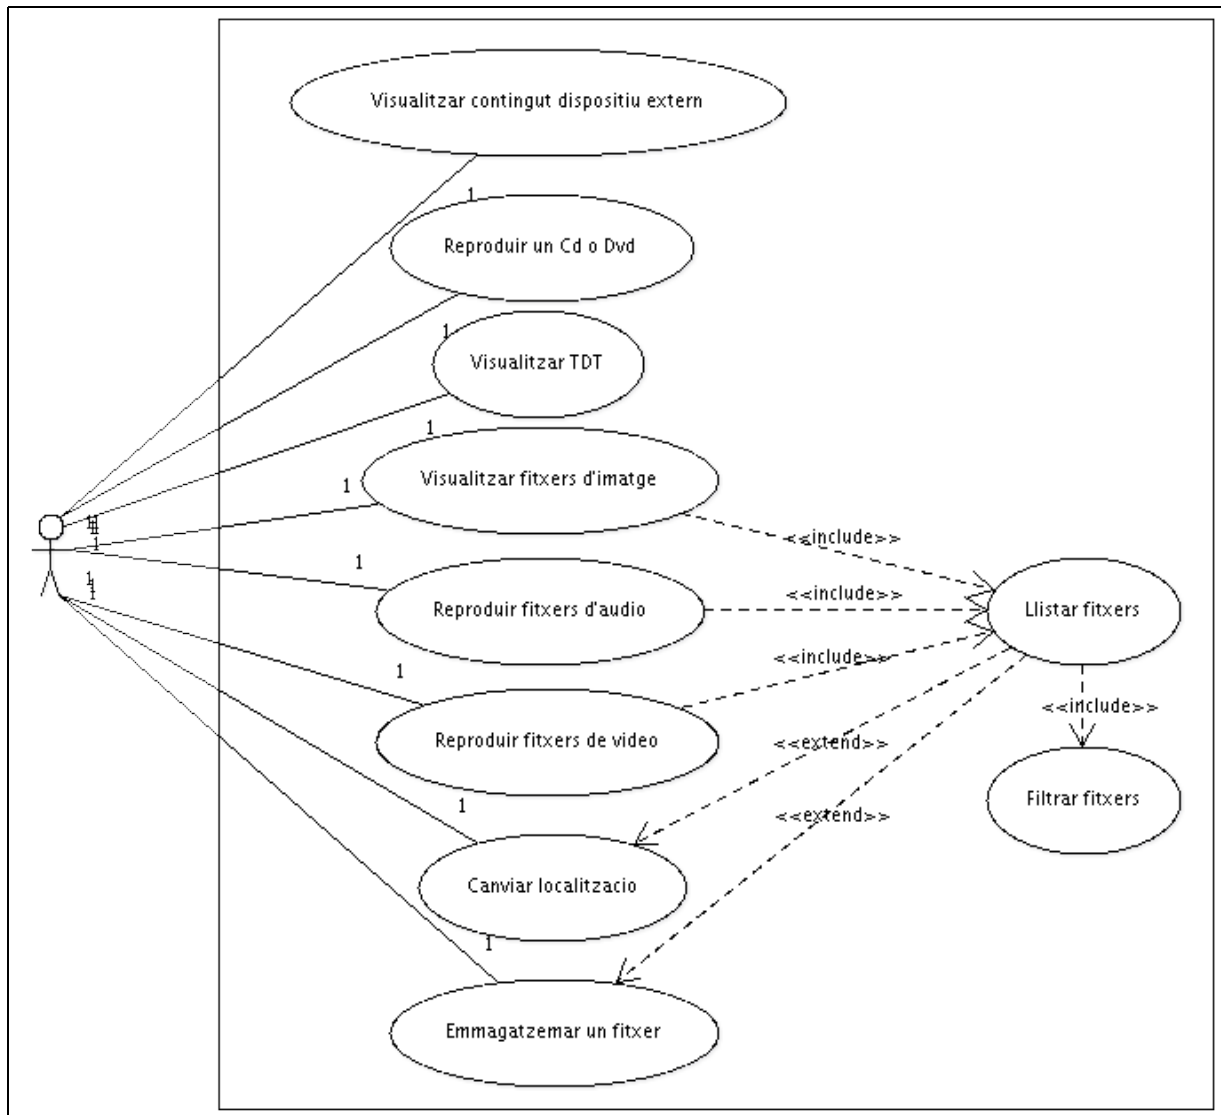 Visualitzar contingut dispositiu extern
1
Reproduir un Cd o Dvd
1
Visualitzar TDT
1
Visualitzar fitxers d'imatge
1
1
1
<<include>>
1
1
<<include>>
Reproduir fitxers d'audio
Llistar fitxers
1
1
<<include>>
1
<<include>>
Reproduir fitxers de video
<<extend>>
Filtrar fitxers
1
<<extend>>
Canviar localitzacio
1
Emmagatzemar un fitxer